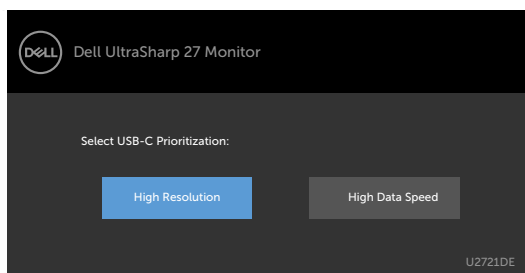 DELL Dell UltraSharp 27 Monitor
Select USB-C Prioritization:
High Resolution High Data Speed
U2721DE